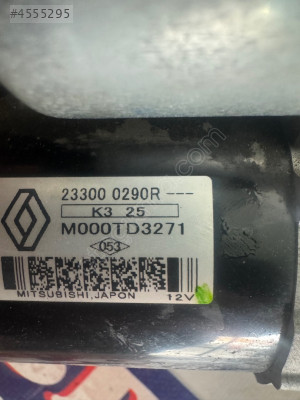 #4555295
23300 0290R ---
K3 25
M000TD3271
053
MITSUBISHI,JAPON 12V